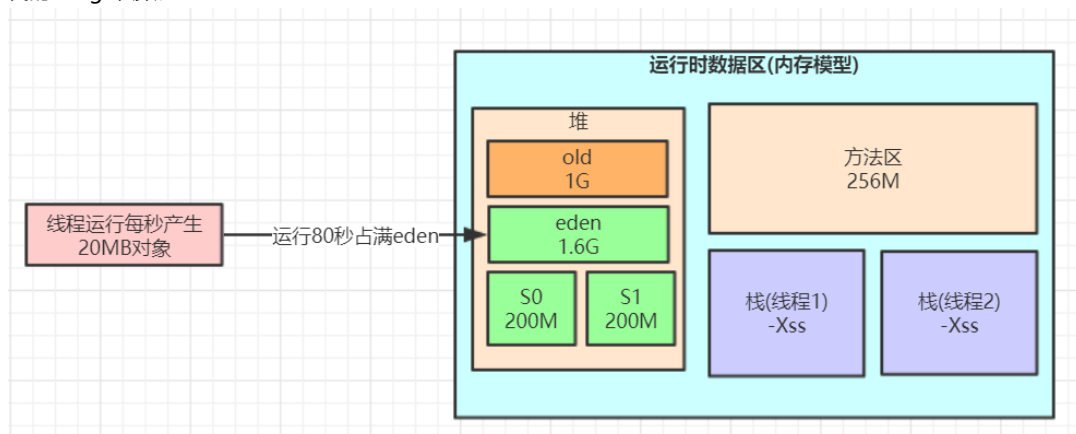 运行时数据区(内存模型)
堆
old
1G
方法区
256M
线程运行每秒产生
20MB对象
运行80秒占满eden
eden
1.6G
S0
200M
S1
200M
栈(线程1)
-Xss
栈(线程2)
-Xss